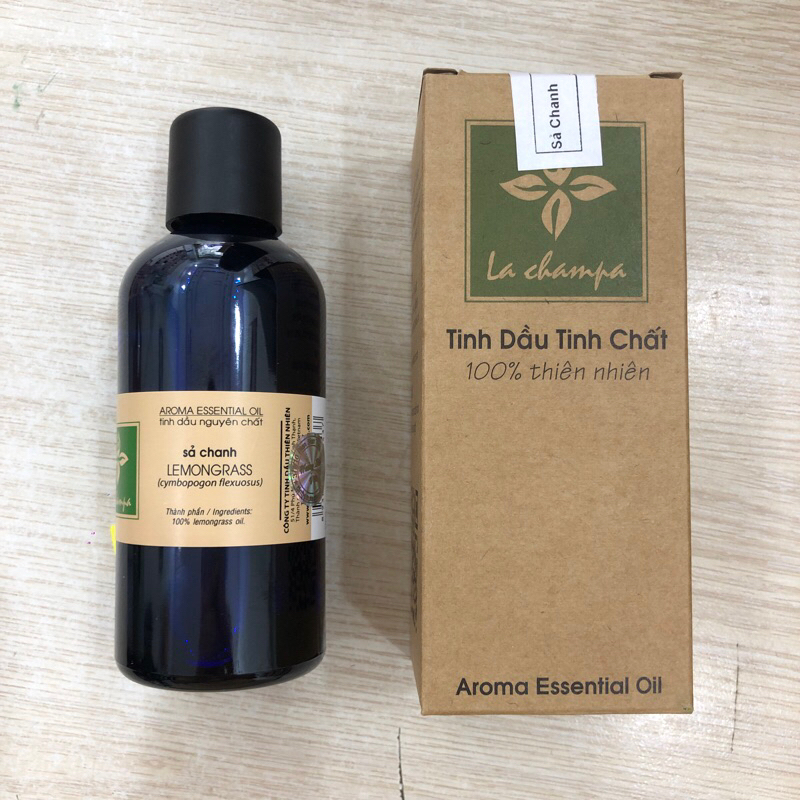 AROMA ESSENTIAL OIL
tinh dầu nguyên chất
sả chanh
LEMONGRASS
(cymbopogon flexuosus)
Thành phần / Ingredients:
100% lemongrass oil.
CÔNG TY TINH DẦU THIÊN NHIÊN
Sả Chanh
La champa
Tinh Dầu Tinh Chất
100% thiên nhiên
Aroma Essential Oil